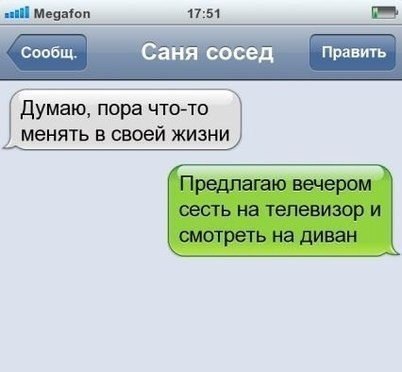 Megafon 17:51
Сообщ. Саня сосед Править
Думаю, пора что-то
менять в своей жизни
Предлагаю вечером
сесть на телевизор и
смотреть на диван